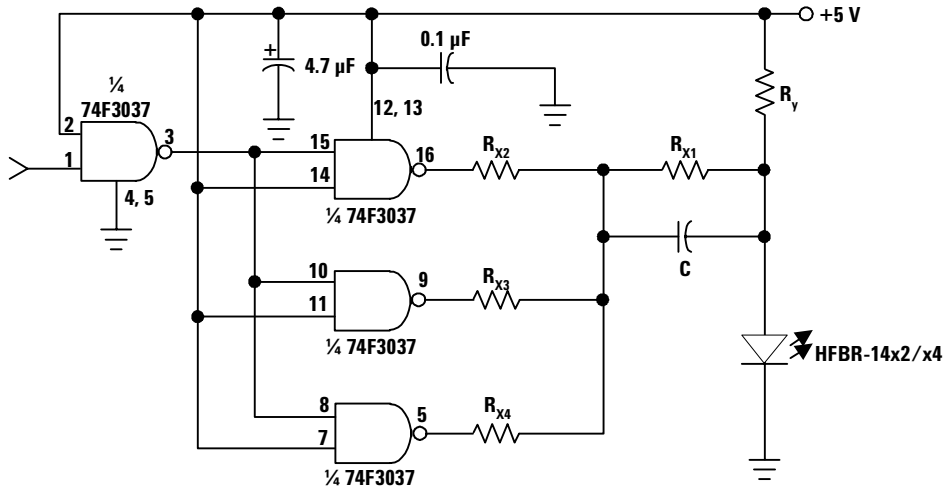 +5 V
0.1 µF
4.7 µF
+
R_y
¼
74F3037
12, 13
2
3
1
4, 5
15
16
14
R_X2
R_X1
¼ 74F3037
C
10
9
11
R_X3
¼ 74F3037
HFBR-14x2/x4
8
5
7
R_X4
¼ 74F3037